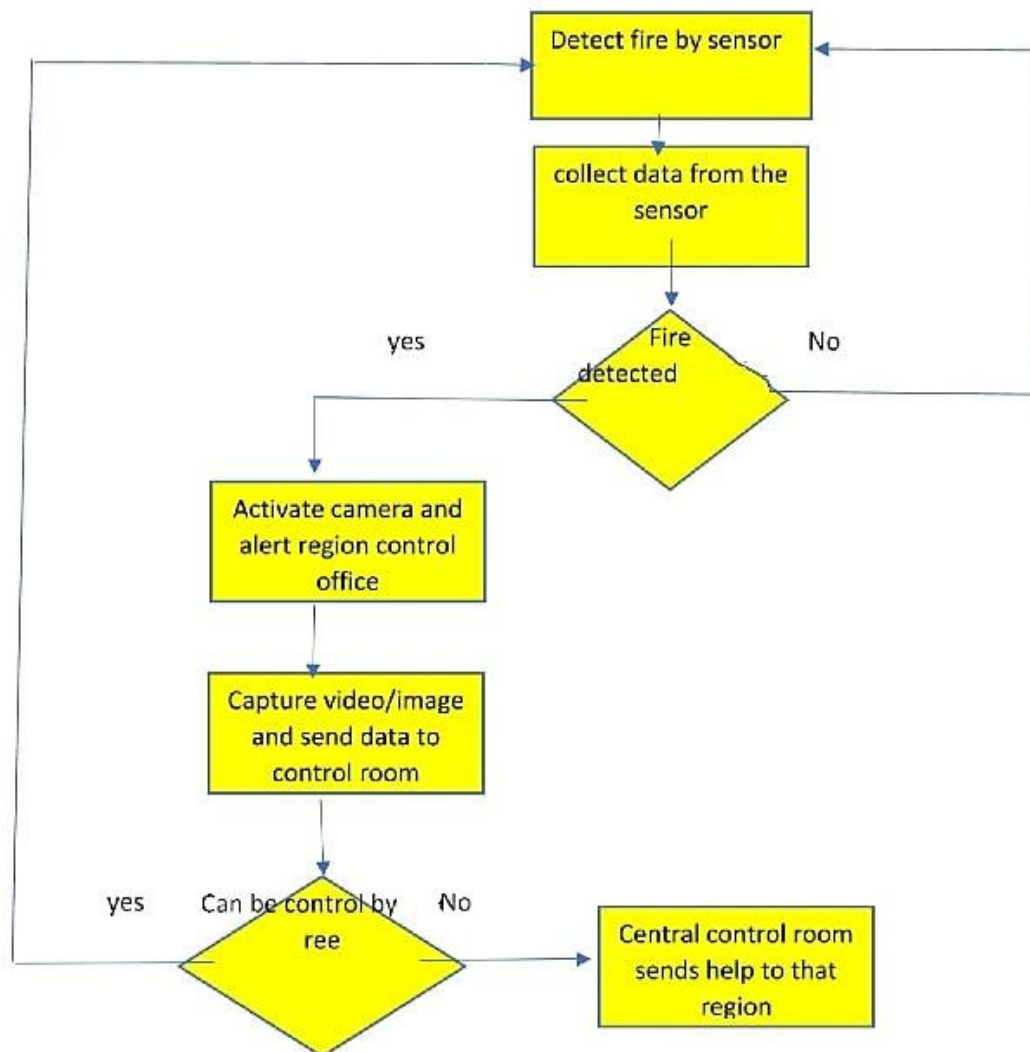 Detect fire by sensor
collect data from the
sensor
yes
Fire
detected
No
Activate camera and
alert region control
office
Capture video/image
and send data to
control room
yes
Can be control by
ree
No
Central control room
sends help to that
region